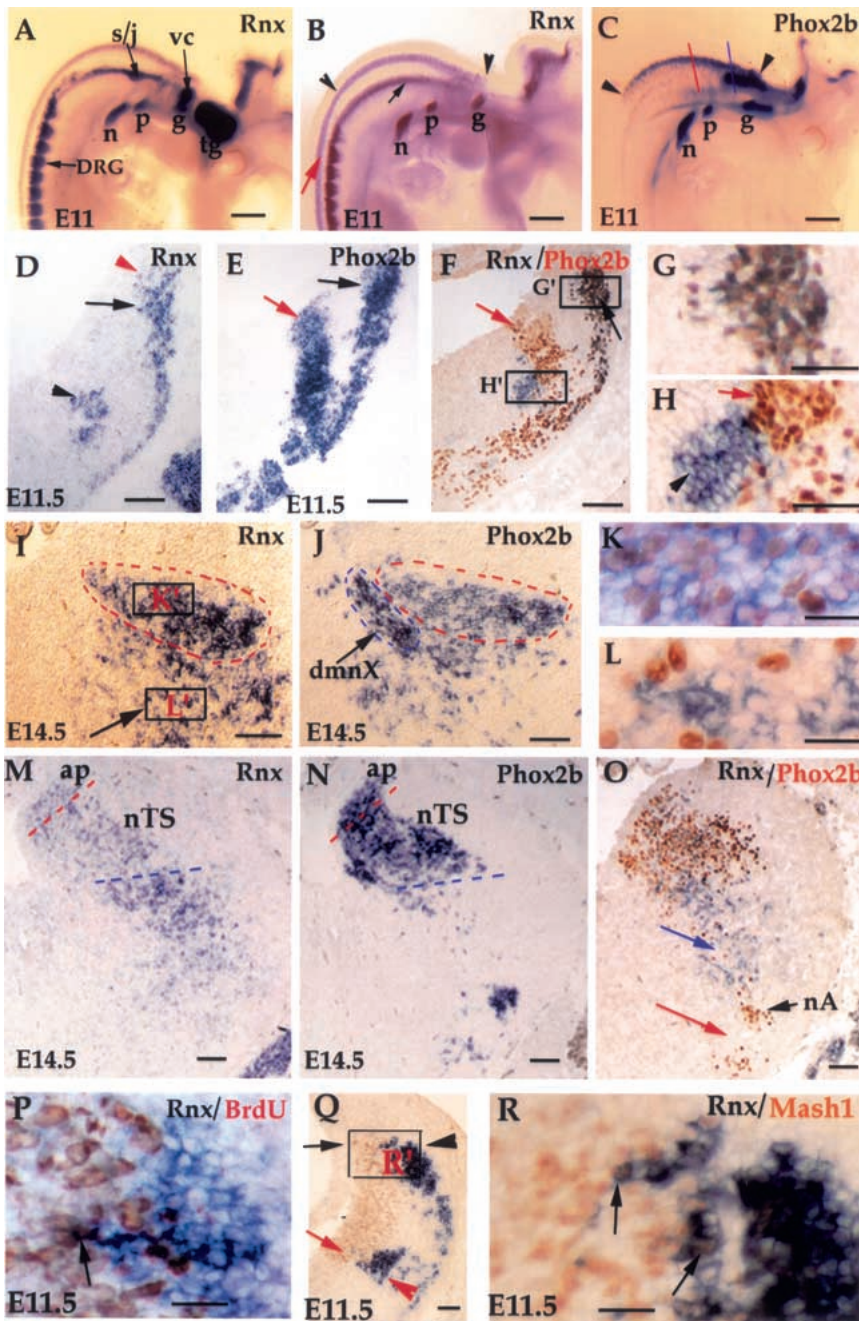 A s/j vc Rnx
n p g tg
DRG
E11
B Rnx
n p g
E11
C Phox2b
n p g
E11
D Rnx
E11.5
E Phox2b
E11.5
F Rnx/Phox2b
G'
H'
G
H
I Rnx
K'
L'
E14.5
J Phox2b
dmnX
E14.5
K
L
M ap Rnx
nTS
E14.5
N ap Phox2b
nTS
E14.5
O Rnx/Phox2b
nA
P Rnx/BrdU
E11.5
Q
R'
E11.5
R Rnx/Mash1
E11.5